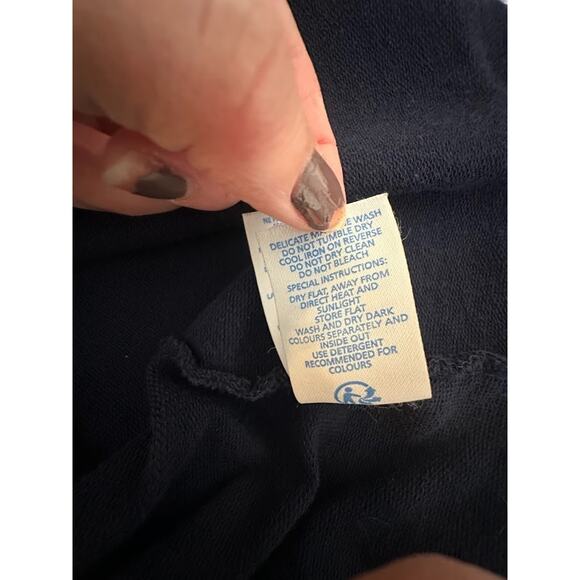 DELICATE WASH
DO NOT TUMBLE DRY
COOL IRON ON REVERSE
DO NOT DRY CLEAN
DO NOT BLEACH
SPECIAL INSTRUCTIONS:
DRY FLAT, AWAY FROM
DIRECT HEAT AND
SUNLIGHT
STORE FLAT
WASH AND DRY DARK
COLOURS SEPARATELY AND
INSIDE OUT
USE DETERGENT
RECOMMENDED FOR
COLOURS